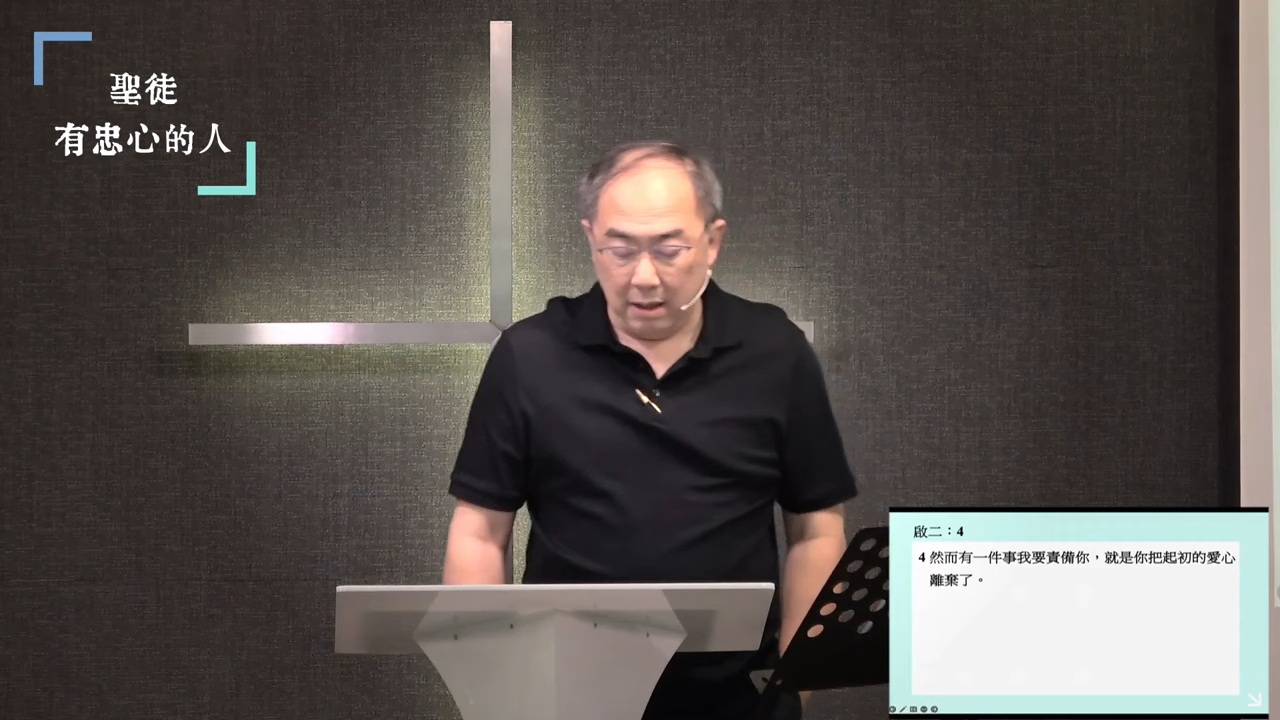 聖徒
有忠心的人
啟二：4
4 然而有一件事我要責備你，就是你把起初的愛心
離棄了。